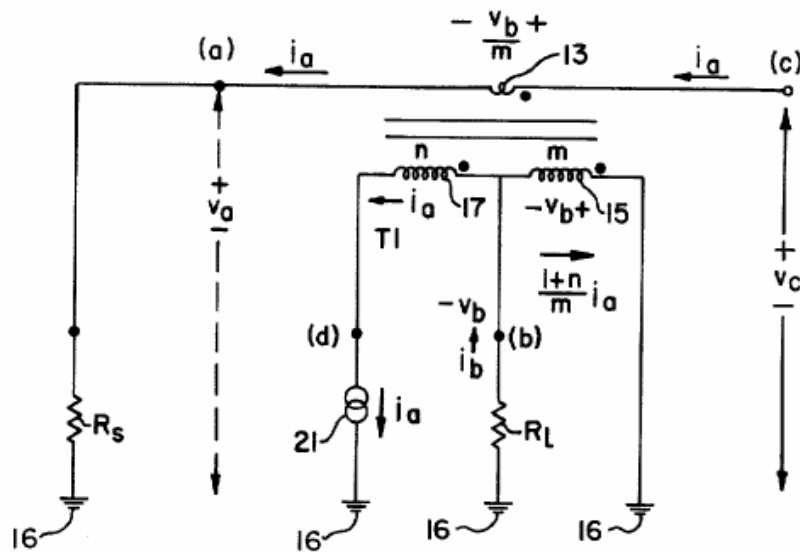 - v_b +
m
13
(a)
i_a
i_a
(c)
n
m
+
v_a
-
i_a
17
- v_b +
15
T1
1+n
m
i_a
+
v_c
-
(d)
- v_b
i_b
(b)
R_s
21
i_a
R_L
16
16
16
16